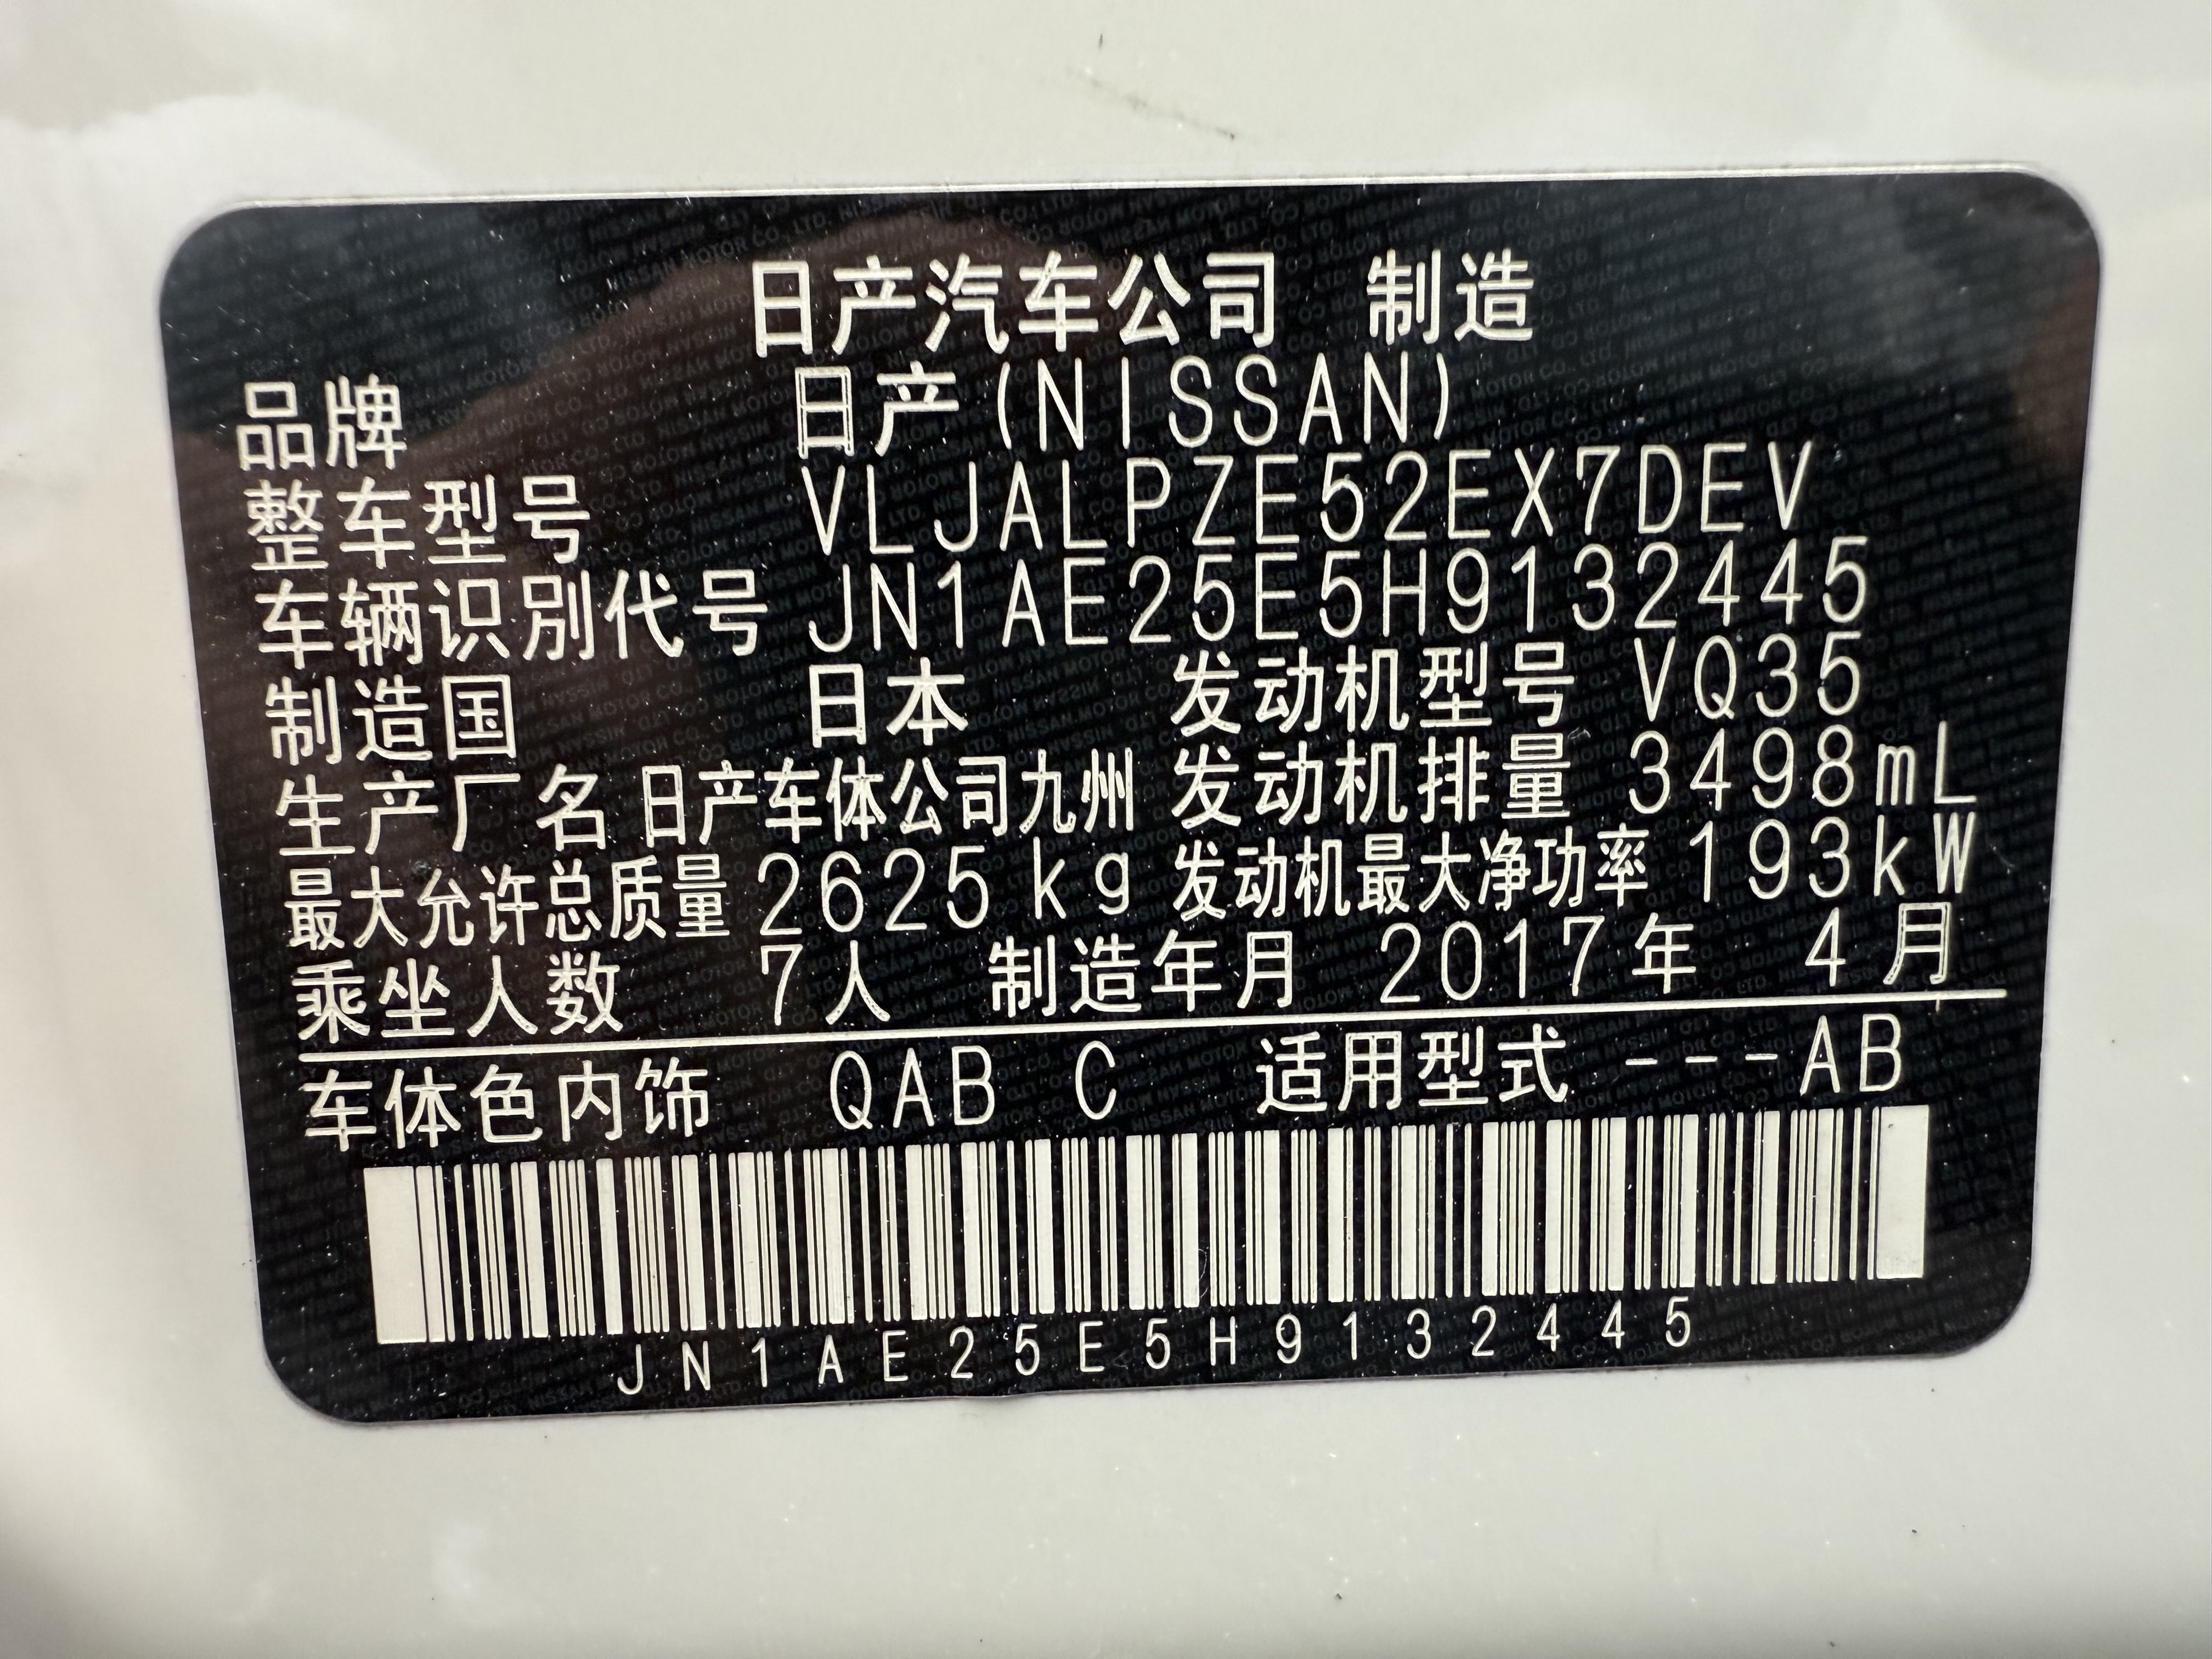 日产汽车公司 制造
品牌 日产(NISSAN)
整车型号 VLJALPZE52EX7DEV
车辆识别代号 JN1AE25E5H9132445
制造国 日本 发动机型号 VQ35
生产厂名 日产车体公司九州 发动机排量 3498mL
最大允许总质量 2625kg 发动机最大净功率 193kW
乘坐人数 7人 制造年月 2017年 4月
车体色内饰 QAB C 适用型式 ---AB
JN1AE25E5H9132445